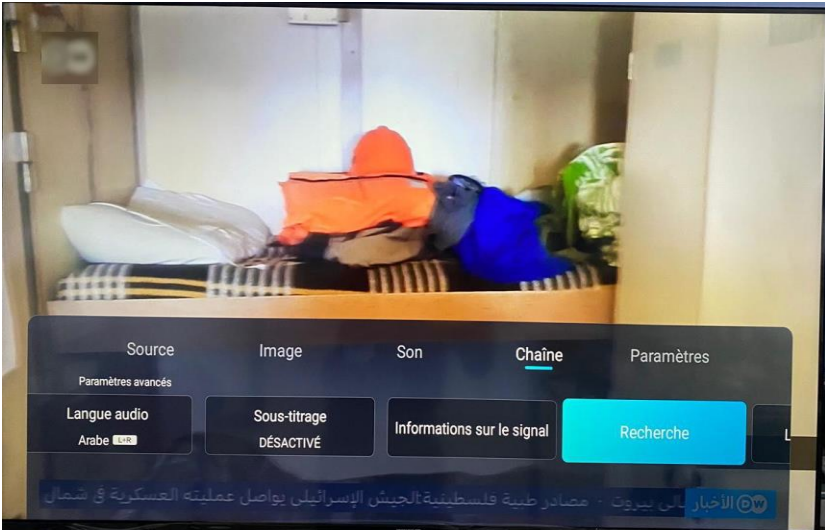 Source Image Son Chaîne Paramètres
Paramètres avancés
Langue audio
Arabe L+R
Sous-titrage
DÉSACTIVÉ
Informations sur le signal
Recherche
L
الأخبار DW
بيروت · مصادر طبية فلسطينية: الجيش الإسرائيلي يواصل عمليته العسكرية في شمال